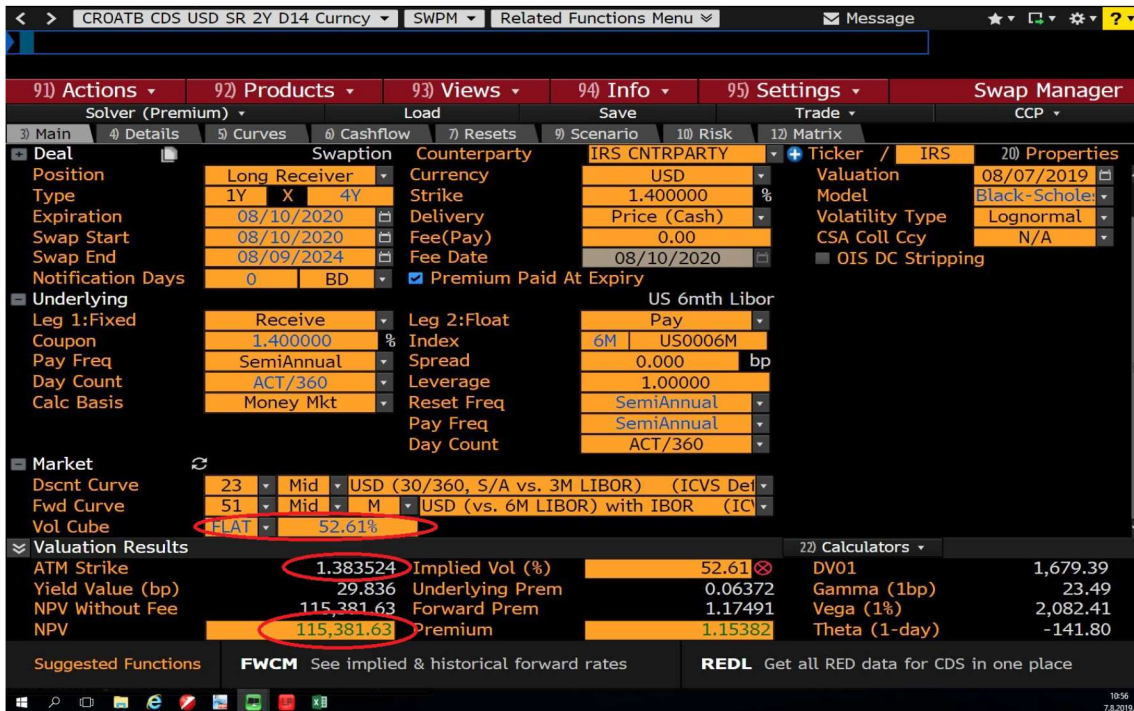 CROATB CDS USD SR 2Y D14 Curncy SWPM Related Functions Menu Message ?
91) Actions 92) Products 93) Views 94) Info 95) Settings Swap Manager
Solver (Premium) Load Save Trade CCP
3) Main 4) Details 5) Curves 6) Cashflow 7) Resets 9) Scenario 10) Risk 12) Matrix
Deal Swaption Counterparty IRS CNTRPARTY Ticker / IRS 20) Properties
Position Long Receiver Currency USD Valuation 08/07/2019
Type 1Y X 4Y Strike 1.400000 % Model Black-Scholes
Expiration 08/10/2020 Delivery Price (Cash) Volatility Type Lognormal
Swap Start 08/10/2020 Fee(Pay) 0.00 CSA Coll Ccy N/A
Swap End 08/09/2024 Fee Date 08/10/2020 OIS DC Stripping
Notification Days 0 BD Premium Paid At Expiry
Underlying US 6mth Libor
Leg 1:Fixed Receive Leg 2:Float Pay
Coupon 1.400000 % Index 6M US0006M
Pay Freq SemiAnnual Spread 0.000 bp
Day Count ACT/360 Leverage 1.00000
Calc Basis Money Mkt Reset Freq SemiAnnual
Pay Freq SemiAnnual
Day Count ACT/360
Market
Dscnt Curve 23 Mid USD (30/360, S/A vs. 3M LIBOR) (ICVS Def
Fwd Curve 51 Mid M USD (vs. 6M LIBOR) with IBOR (ICV
Vol Cube FLAT 52.61%
Valuation Results 22) Calculators
ATM Strike 1.383524 Implied Vol (%) 52.61 DV01 1,679.39
Yield Value (bp) 29.836 Underlying Prem 0.06372 Gamma (1bp) 23.49
NPV Without Fee 115,381.63 Forward Prem 1.17491 Vega (1%) 2,082.41
NPV 115,381.63 Premium 1.15382 Theta (1-day) -141.80
Suggested Functions FWCM See implied & historical forward rates REDL Get all RED data for CDS in one place
10:56
7.8.2019.